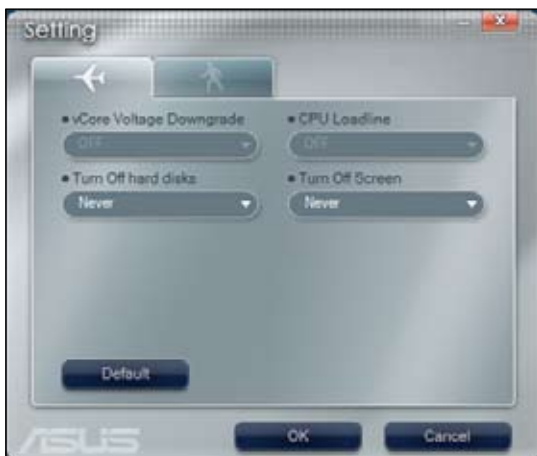 Setting
vCore Voltage Downgrade
CPU Loadline
OFF
OFF
Turn Off hard disks
Turn Off Screen
Never
Never
Default
OK
Cancel
ASUS